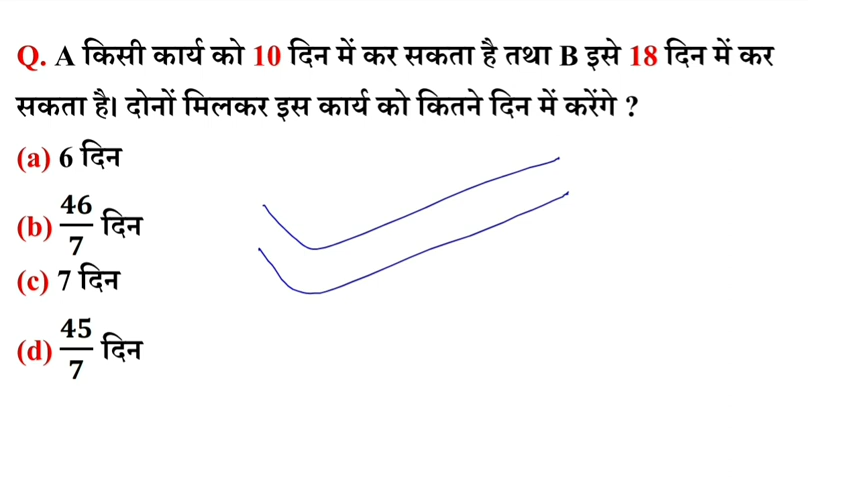 Q. A किसी कार्य को 10 दिन में कर सकता है तथा B इसे 18 दिन में कर
सकता है। दोनों मिलकर इस कार्य को कितने दिन में करेंगे ?
(a) 6 दिन
(b) 46/7 दिन
(c) 7 दिन
(d) 45/7 दिन